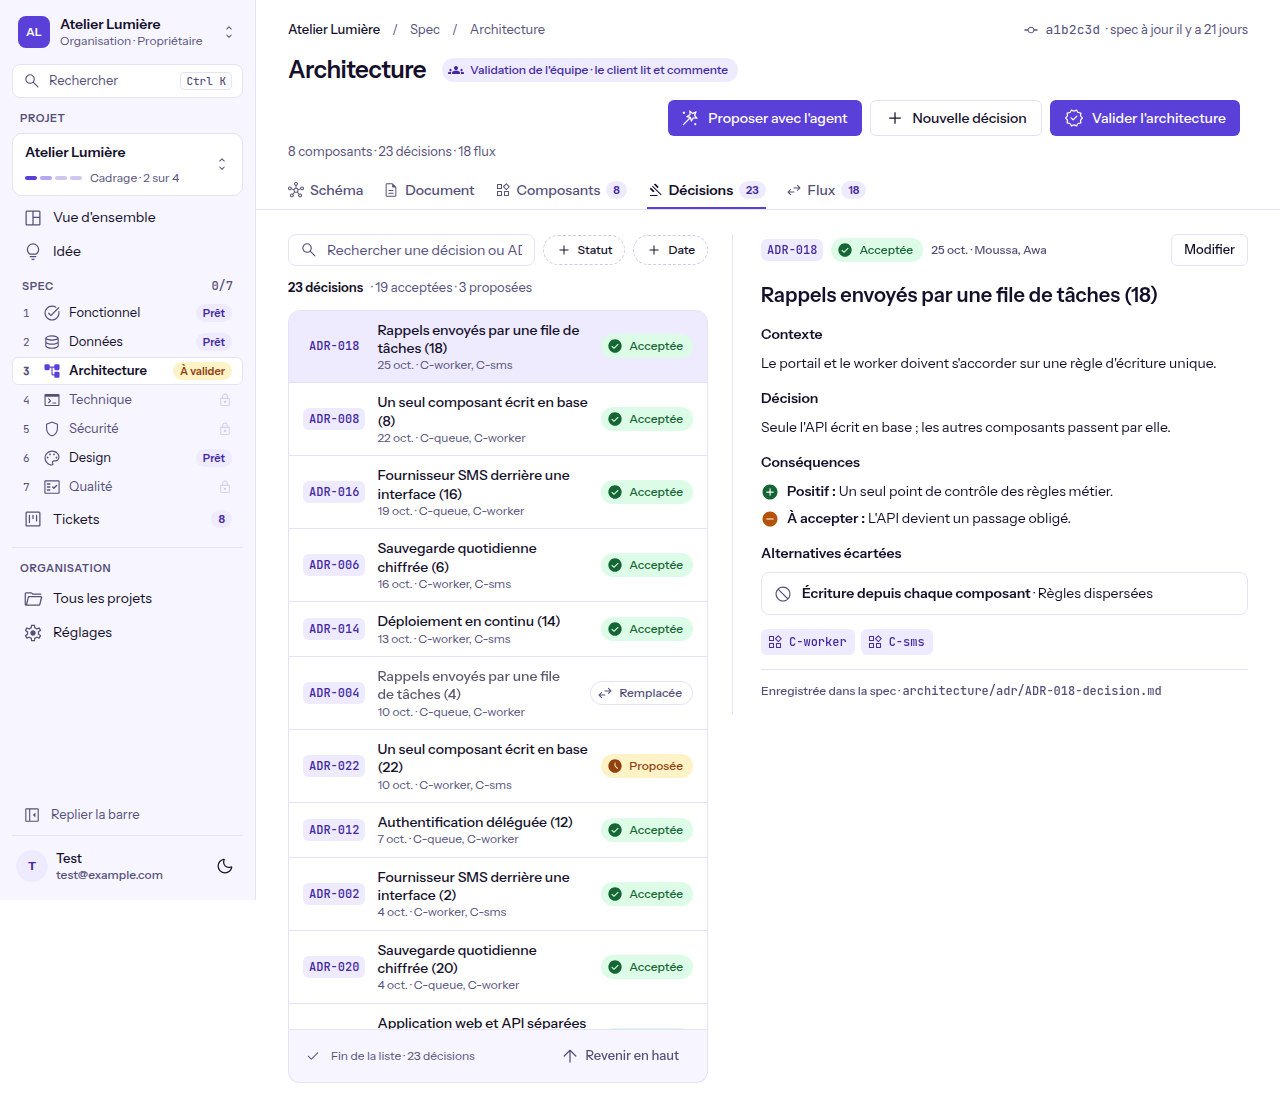 AL
Atelier Lumière
Organisation · Propriétaire
Rechercher
Ctrl K
PROJET
Atelier Lumière
Cadrage · 2 sur 4
Vue d'ensemble
Idée
SPEC
0/7
1 Fonctionnel Prêt
2 Données Prêt
3 Architecture À valider
4 Technique
5 Sécurité
6 Design Prêt
7 Qualité
Tickets 8
ORGANISATION
Tous les projets
Réglages
Replier la barre
T
Test
test@example.com
Atelier Lumière / Spec / Architecture
a1b2c3d · spec à jour il y a 21 jours
Architecture
Validation de l'équipe · le client lit et commente
Proposer avec l'agent
Nouvelle décision
Valider l'architecture
8 composants · 23 décisions · 18 flux
Schéma
Document
Composants 8
Décisions 23
Flux 18
Rechercher une décision ou AD
Statut
Date
23 décisions · 19 acceptées · 3 proposées
ADR-018
Rappels envoyés par une file de
tâches (18)
25 oct. · C-worker, C-sms
Acceptée
ADR-008
Un seul composant écrit en base
(8)
22 oct. · C-queue, C-worker
Acceptée
ADR-016
Fournisseur SMS derrière une
interface (16)
19 oct. · C-queue, C-worker
Acceptée
ADR-006
Sauvegarde quotidienne
chiffrée (6)
16 oct. · C-worker, C-sms
Acceptée
ADR-014
Déploiement en continu (14)
13 oct. · C-worker, C-sms
Acceptée
ADR-004
Rappels envoyés par une file
de tâches (4)
10 oct. · C-queue, C-worker
Remplacée
ADR-022
Un seul composant écrit en base
(22)
10 oct. · C-worker, C-sms
Proposée
ADR-012
Authentification déléguée (12)
7 oct. · C-queue, C-worker
Acceptée
ADR-002
Fournisseur SMS derrière une
interface (2)
4 oct. · C-worker, C-sms
Acceptée
ADR-020
Sauvegarde quotidienne
chiffrée (20)
4 oct. · C-queue, C-worker
Acceptée
Application web et API séparées
Fin de la liste · 23 décisions
Revenir en haut
ADR-018
Acceptée
25 oct. · Moussa, Awa
Modifier
Rappels envoyés par une file de tâches (18)
Contexte
Le portail et le worker doivent s'accorder sur une règle d'écriture unique.
Décision
Seule l'API écrit en base ; les autres composants passent par elle.
Conséquences
Positif : Un seul point de contrôle des règles métier.
À accepter : L'API devient un passage obligé.
Alternatives écartées
Écriture depuis chaque composant · Règles dispersées
C-worker
C-sms
Enregistrée dans la spec · architecture/adr/ADR-018-decision.md